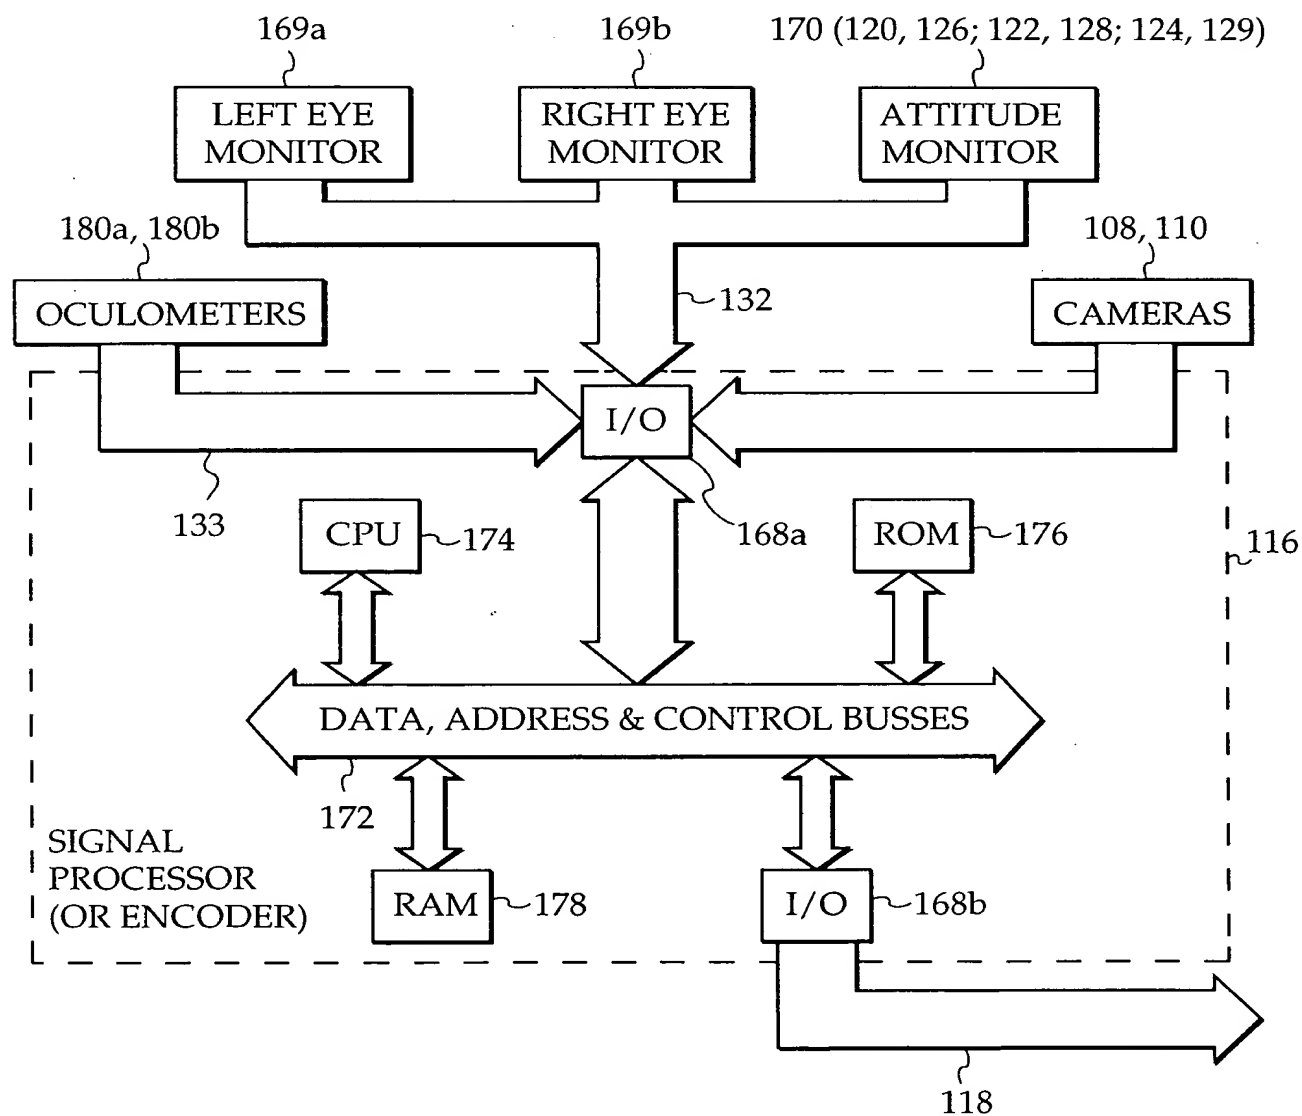 169a
169b
170 (120, 126; 122, 128; 124, 129)
LEFT EYE
MONITOR
RIGHT EYE
MONITOR
ATTITUDE
MONITOR
180a, 180b
108, 110
OCULOMETERS
132
CAMERAS
I/O
133
CPU
174
168a
ROM
176
116
DATA, ADDRESS & CONTROL BUSSES
172
SIGNAL
PROCESSOR
(OR ENCODER)
RAM
178
I/O
168b
118